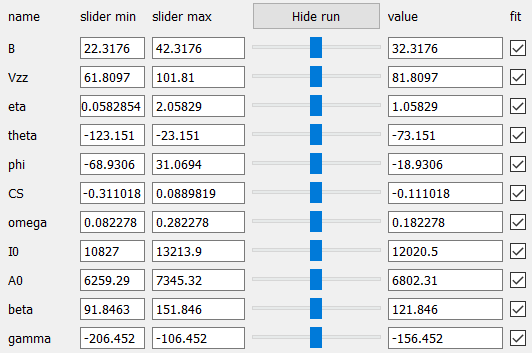 name slider min slider max Hide run value fit
B 22.3176 42.3176 32.3176
Vzz 61.8097 101.81 81.8097
eta 0.0582854 2.05829 1.05829
theta -123.151 -23.151 -73.151
phi -68.9306 31.0694 -18.9306
CS -0.311018 0.0889819 -0.111018
omega 0.082278 0.282278 0.182278
I0 10827 13213.9 12020.5
A0 6259.29 7345.32 6802.31
beta 91.8463 151.846 121.846
gamma -206.452 -106.452 -156.452